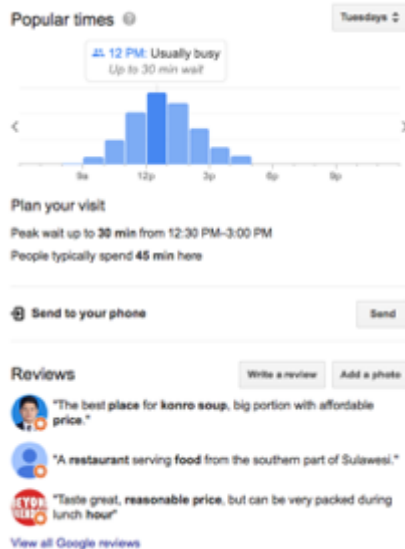 Popular times
Tuesdays
12 PM: Usually busy
Up to 30 min wait
9a 12p 3p 6p 9p
Plan your visit
Peak wait up to 30 min from 12:30 PM–3:00 PM
People typically spend 45 min here
Send to your phone
Send
Reviews
Write a review
Add a photo
"The best place for konro soup, big portion with affordable
price."
"A restaurant serving food from the southern part of Sulawesi."
"Taste great, reasonable price, but can be very packed during
lunch hour"
View all Google reviews